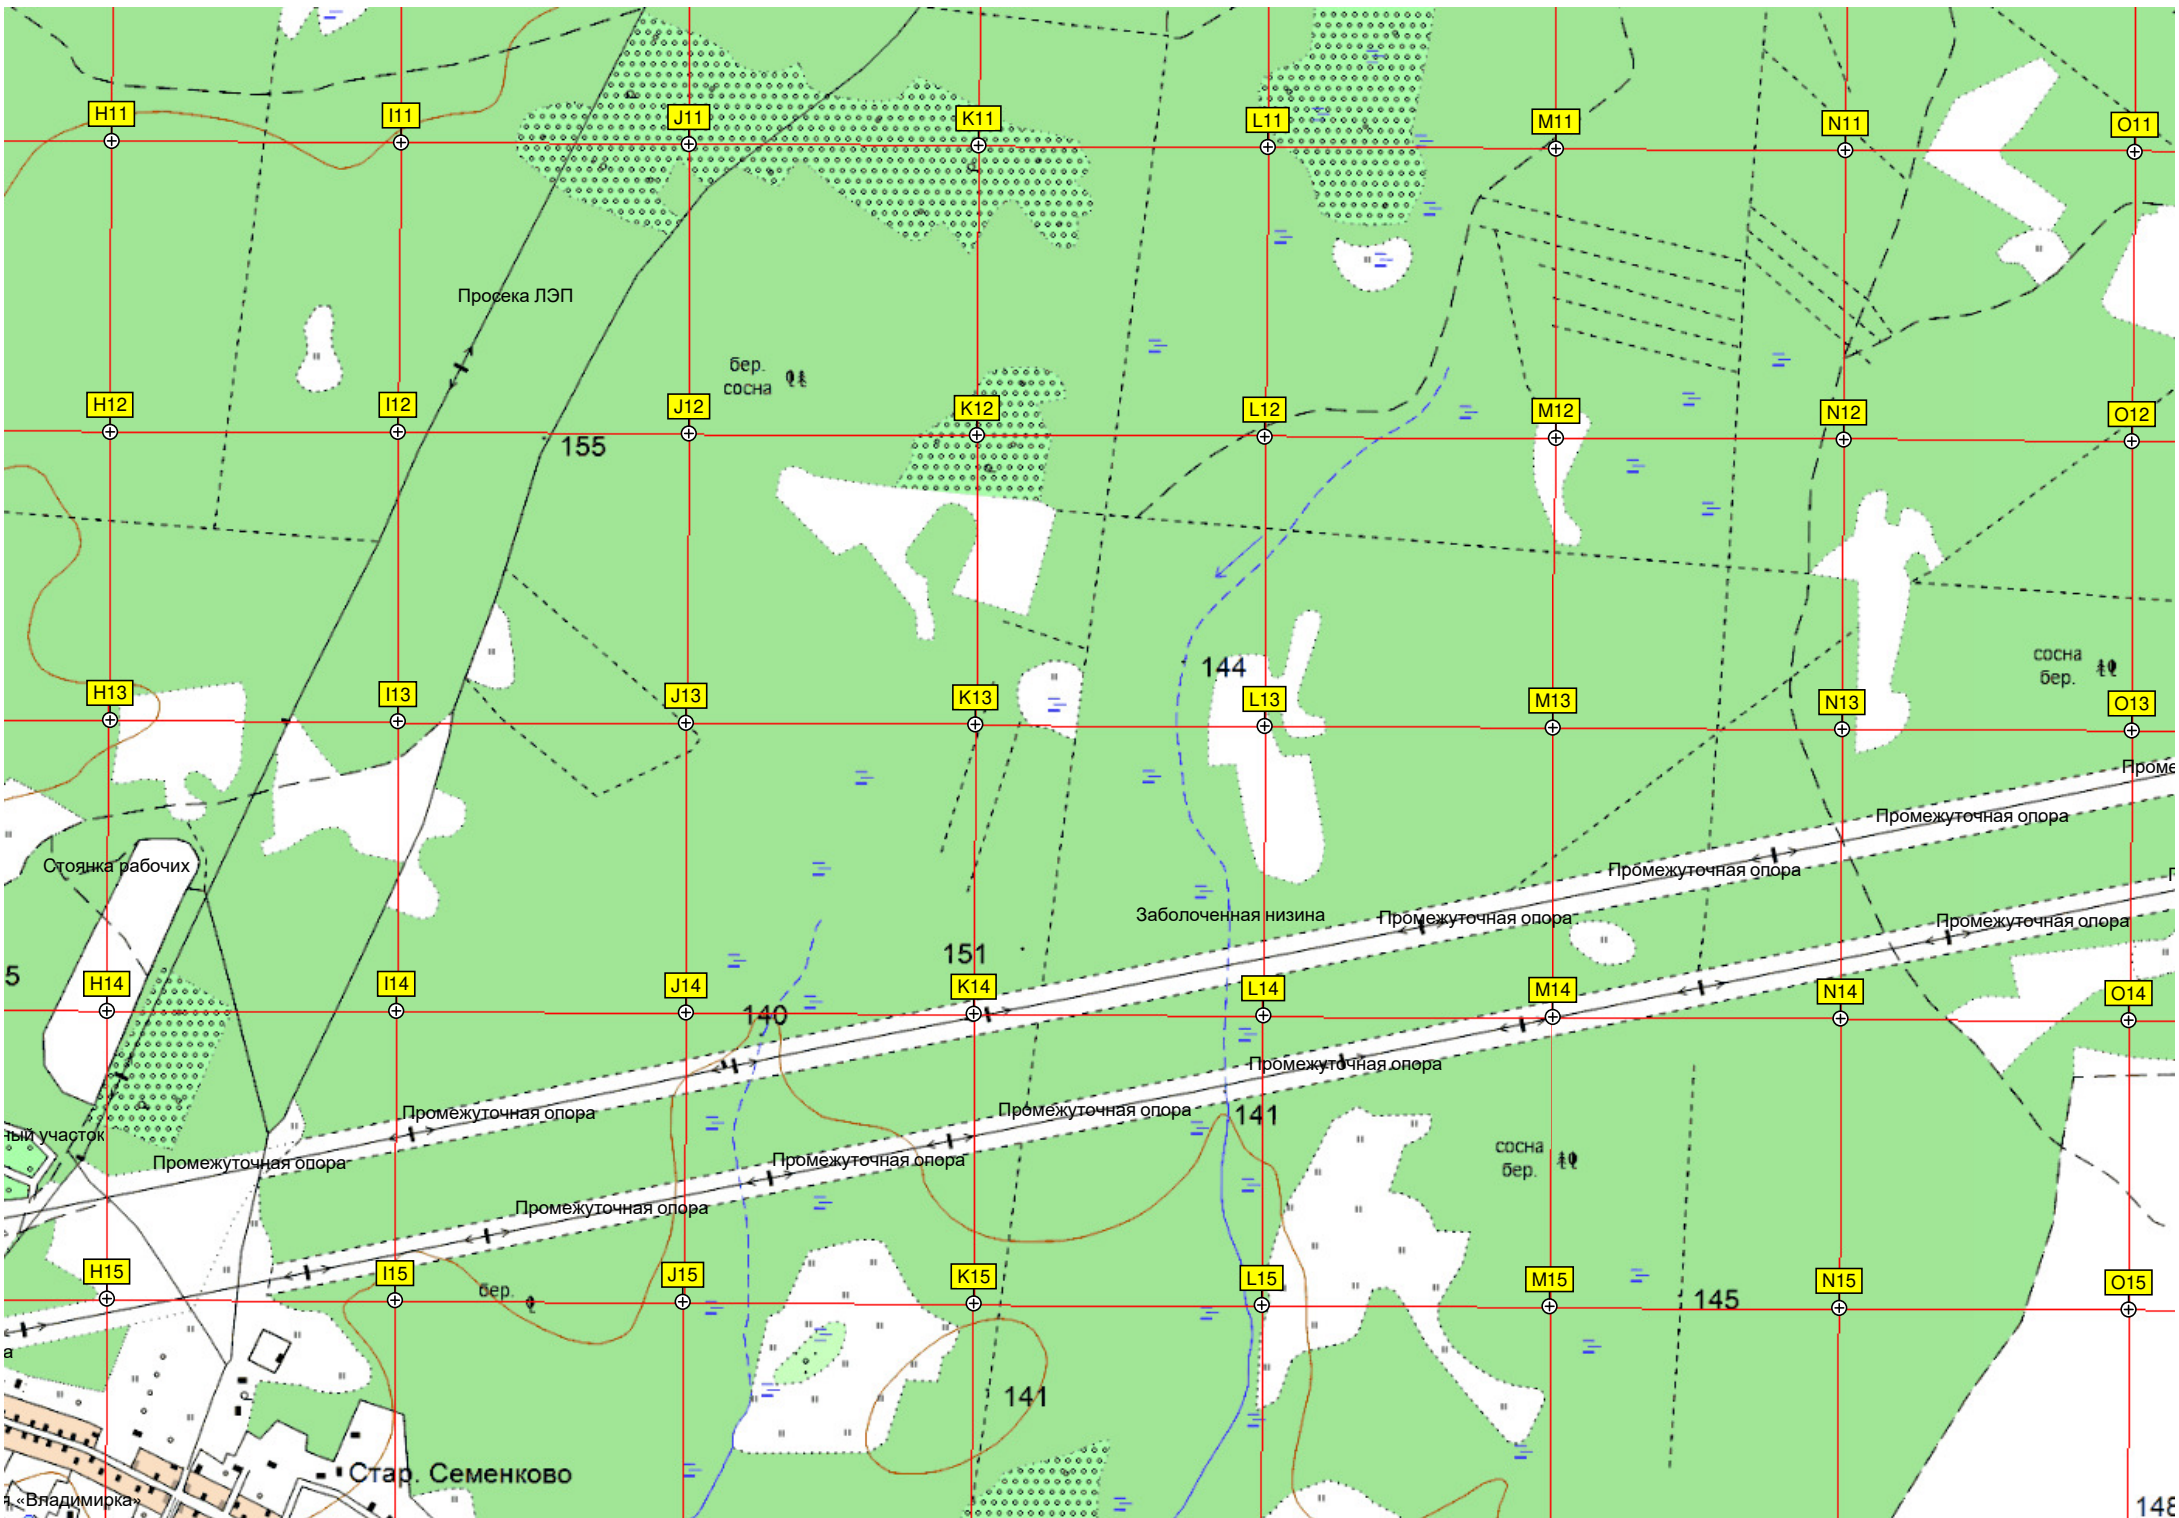 H11
I11
J11
K11
L11
M11
N11
O11
Просека ЛЭП
бер.
сосна
H12
I12
J12
K12
L12
M12
N12
O12
155
144
сосна
бер.
H13
I13
J13
K13
L13
M13
N13
O13
Проме
Промежуточная опора
Стоянка рабочих
Промежуточная опора
Заболоченная низина
Промежуточная опора
Промежуточная опора
151
5
H14
I14
J14
K14
L14
M14
N14
O14
140
Промежуточная опора
Промежуточная опора
Промежуточная опора
141
ный участок
сосна
бер.
Промежуточная опора
Промежуточная опора
Промежуточная опора
H15
I15
J15
K15
L15
M15
N15
O15
бер.
145
а
141
Стар. Семенково
«Владимирка»
148